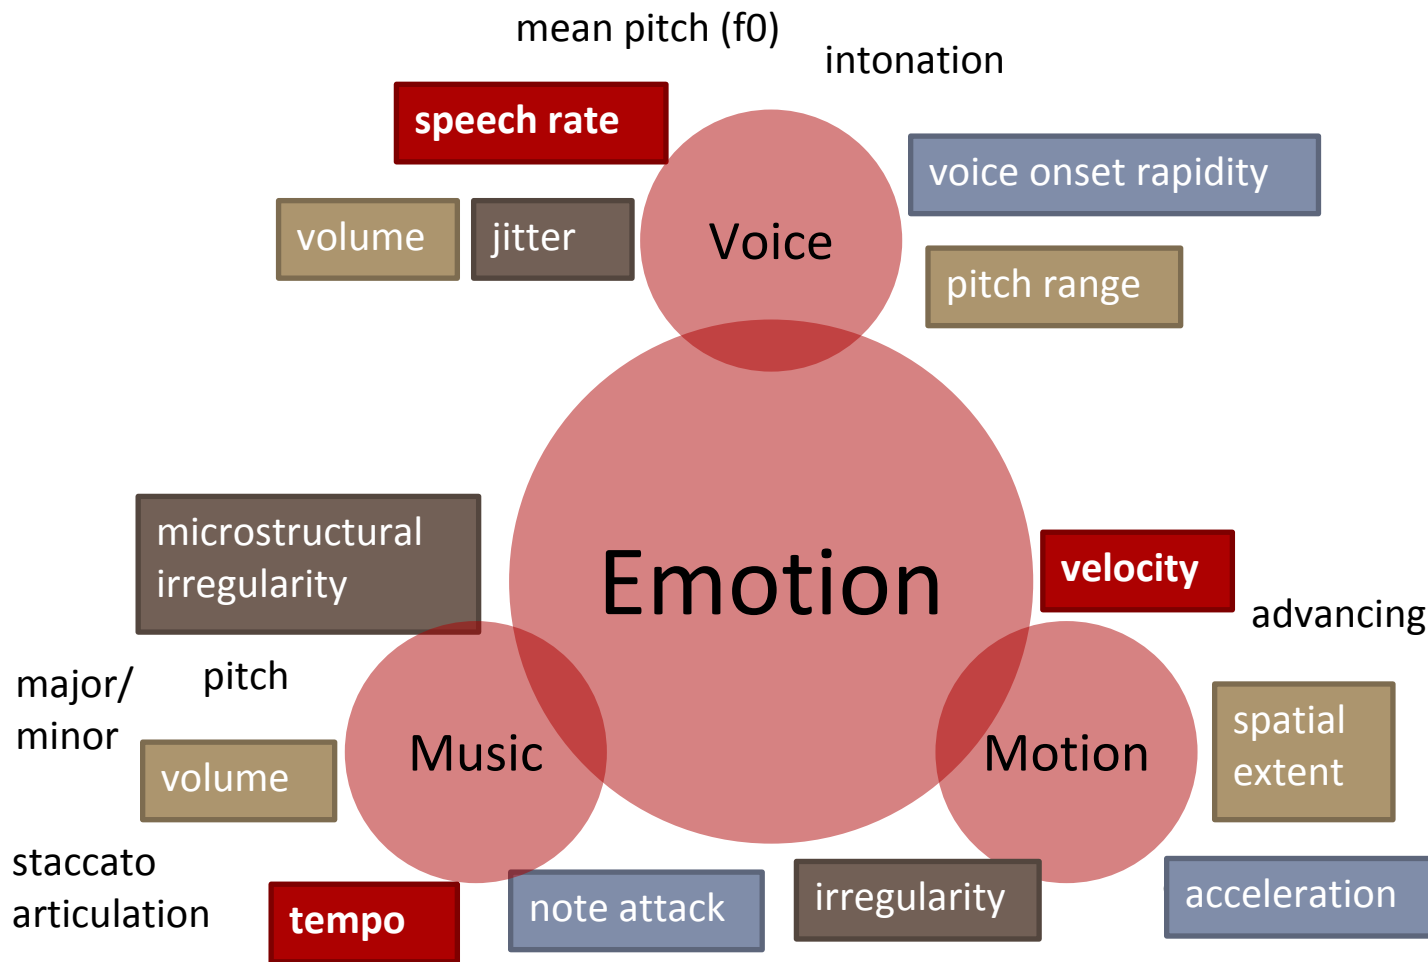 mean pitch (f0)
intonation
speech rate
voice onset rapidity
volume
jitter
Voice
pitch range
microstructural
irregularity
Emotion
velocity
advancing
major/
minor
pitch
spatial
extent
volume
Music
Motion
staccato
articulation
tempo
note attack
irregularity
acceleration